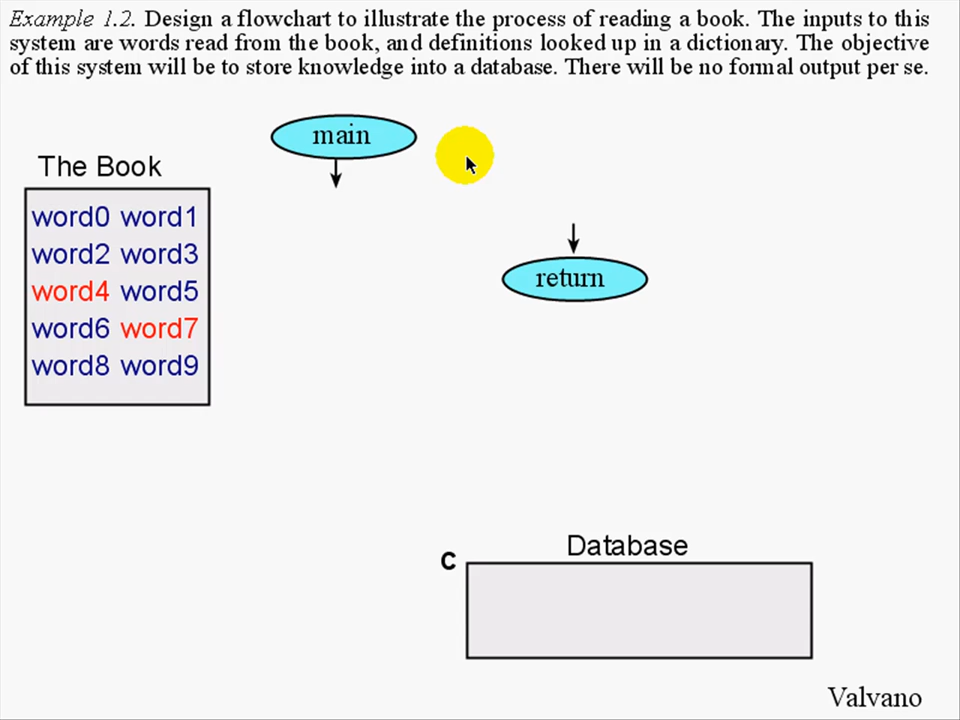 Example 1.2. Design a flowchart to illustrate the process of reading a book. The inputs to this
system are words read from the book, and definitions looked up in a dictionary. The objective
of this system will be to store knowledge into a database. There will be no formal output per se.
main
The Book
word0 word1
word2 word3
word4 word5
word6 word7
word8 word9
return
Database
c
Valvano